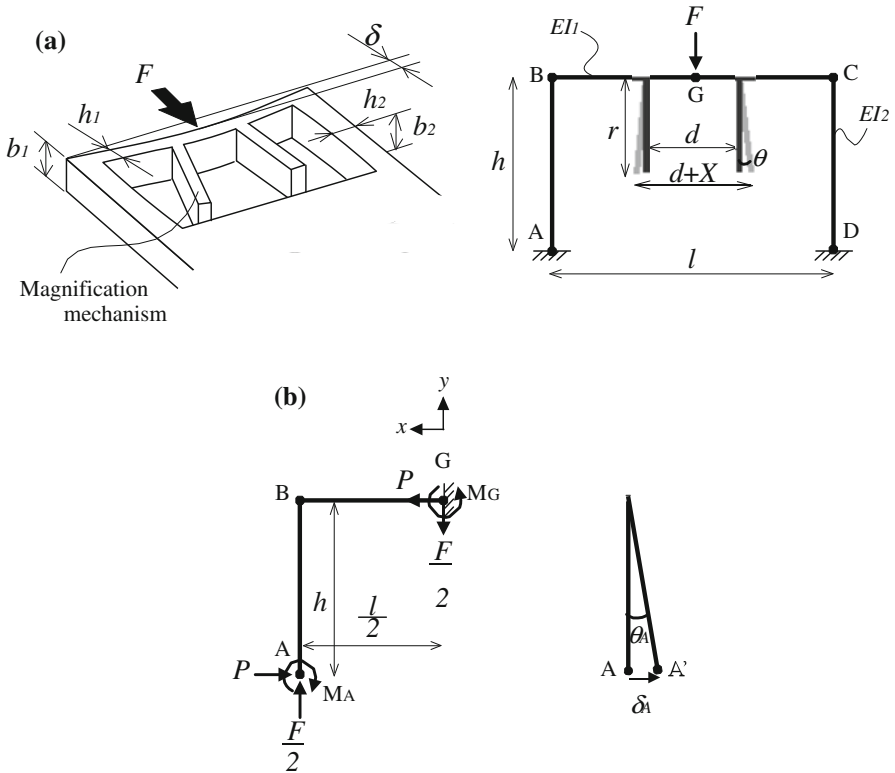 (a)
F
δ
h1
h2
b1
b2
Magnification
mechanism
F
EI1
B
G
C
r
d
θ
EI2
h
d+X
A
D
l
(b)
y
x
G
P
MG
B
F
2
h
l
2
A
P
MA
F
2
θA
A
A'
δA